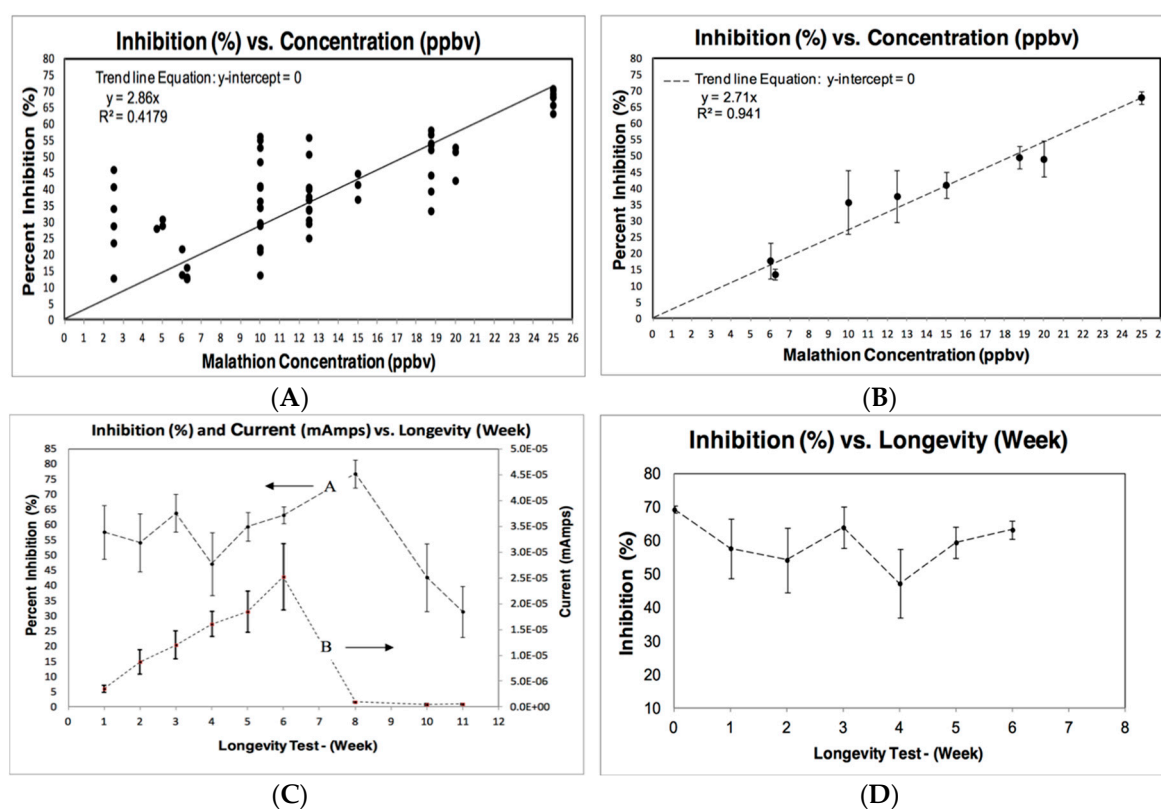 Inhibition (%) vs. Concentration (ppbv)
Trend line Equation: y-intercept = 0
y = 2.86x
R² = 0.4179
Percent Inhibition (%)
80
75
70
65
60
55
50
45
40
35
30
25
20
15
10
5
0
0 1 2 3 4 5 6 7 8 9 10 11 12 13 14 15 16 17 18 19 20 21 22 23 24 25 26
Malathion Concentration (ppbv)
(A)
Inhibition (%) vs. Concentration (ppbv)
Trend line Equation: y-intercept = 0
y = 2.71x
R² = 0.941
Percent Inhibition (%)
80
75
70
65
60
55
50
45
40
35
30
25
20
15
10
5
0
0 1 2 3 4 5 6 7 8 9 10 11 12 13 14 15 16 17 18 19 20 21 22 23 24 25
Malathion Concentration (ppbv)
(B)
Inhibition (%) and Current (mAmps) vs. Longevity (Week)
Percent Inhibition (%)
85
80
75
70
65
60
55
50
45
40
35
30
25
20
15
10
5
0
A
B
5.0E-05
4.5E-05
4.0E-05
3.5E-05
3.0E-05
2.5E-05
2.0E-05
1.5E-05
1.0E-05
5.0E-06
0.0E+00
Current (mAmps)
0 1 2 3 4 5 6 7 8 9 10 11 12
Longevity Test - (Week)
(C)
Inhibition (%) vs. Longevity (Week)
Inhibition (%)
80
70
60
50
40
30
20
10
0 1 2 3 4 5 6 7 8
Longevity Test - (Week)
(D)